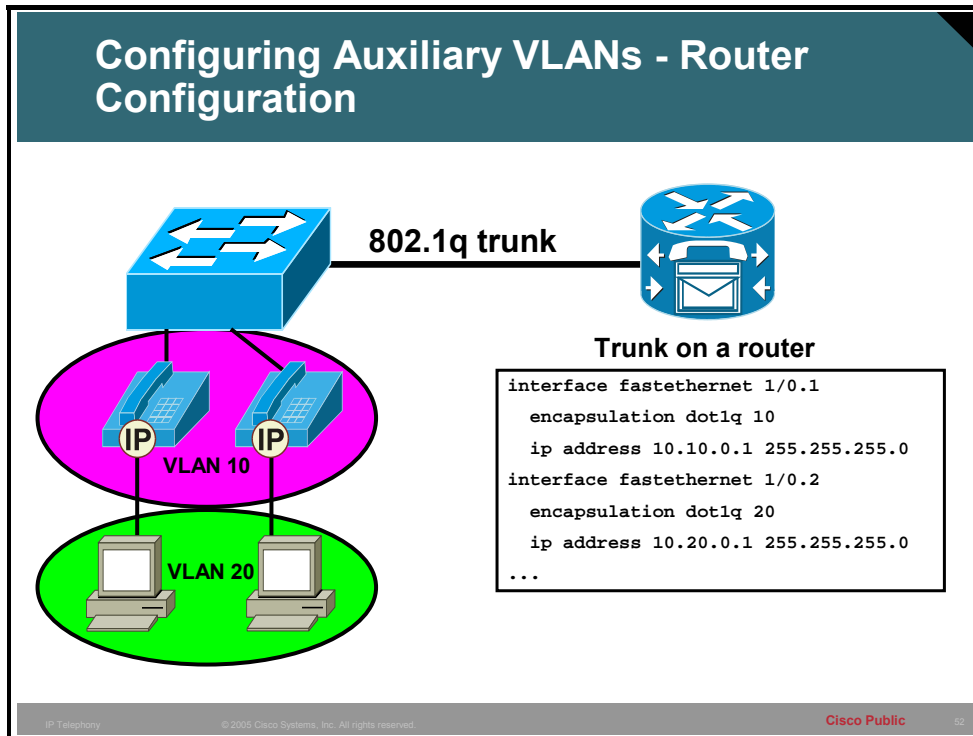 Configuring Auxiliary VLANs - Router
Configuration
802.1q trunk
Trunk on a router
IP
IP
VLAN 10
VLAN 20
interface fastethernet 1/0.1
encapsulation dot1q 10
ip address 10.10.0.1 255.255.255.0
interface fastethernet 1/0.2
encapsulation dot1q 20
ip address 10.20.0.1 255.255.255.0
...
IP Telephony
© 2005 Cisco Systems, Inc. All rights reserved.
Cisco Public
52